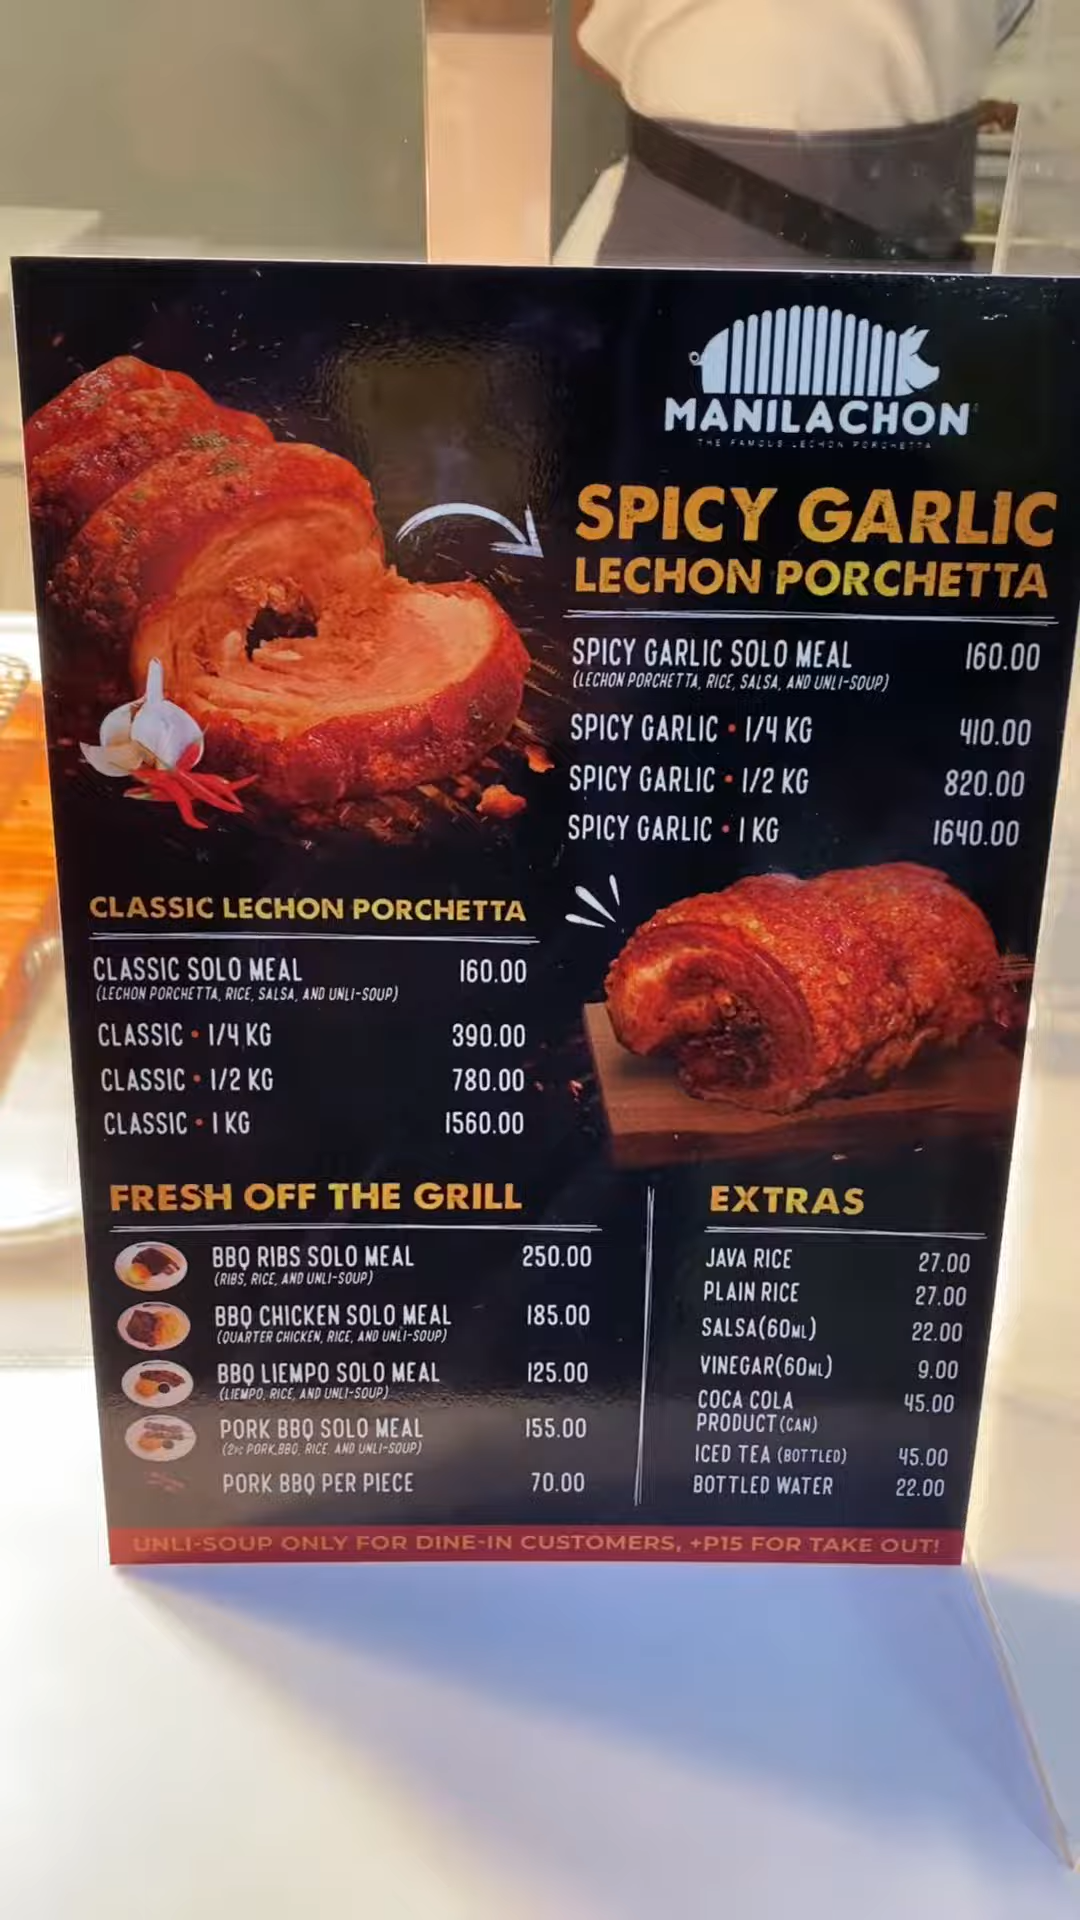 MANILACHON
THE FAMOUS LECHON PORCHETTA
SPICY GARLIC
LECHON PORCHETTA
SPICY GARLIC SOLO MEAL 160.00
(LECHON PORCHETTA, RICE, SALSA, AND UNLI-SOUP)
SPICY GARLIC • 1/4 KG 410.00
SPICY GARLIC • 1/2 KG 820.00
SPICY GARLIC • 1 KG 1640.00
CLASSIC LECHON PORCHETTA
CLASSIC SOLO MEAL 160.00
(LECHON PORCHETTA, RICE, SALSA, AND UNLI-SOUP)
CLASSIC • 1/4 KG 390.00
CLASSIC • 1/2 KG 780.00
CLASSIC • 1 KG 1560.00
FRESH OFF THE GRILL
BBQ RIBS SOLO MEAL 250.00
(RIBS, RICE, AND UNLI-SOUP)
BBQ CHICKEN SOLO MEAL 185.00
(QUARTER CHICKEN, RICE, AND UNLI-SOUP)
BBQ LIEMPO SOLO MEAL 125.00
(LIEMPO, RICE, AND UNLI-SOUP)
PORK BBQ SOLO MEAL 155.00
(2PC PORK BBQ, RICE, AND UNLI-SOUP)
PORK BBQ PER PIECE 70.00
EXTRAS
JAVA RICE 27.00
PLAIN RICE 27.00
SALSA(60ML) 22.00
VINEGAR(60ML) 9.00
COCA COLA 45.00
PRODUCT (CAN)
ICED TEA (BOTTLED) 45.00
BOTTLED WATER 22.00
UNLI-SOUP ONLY FOR DINE-IN CUSTOMERS, +P15 FOR TAKE OUT!